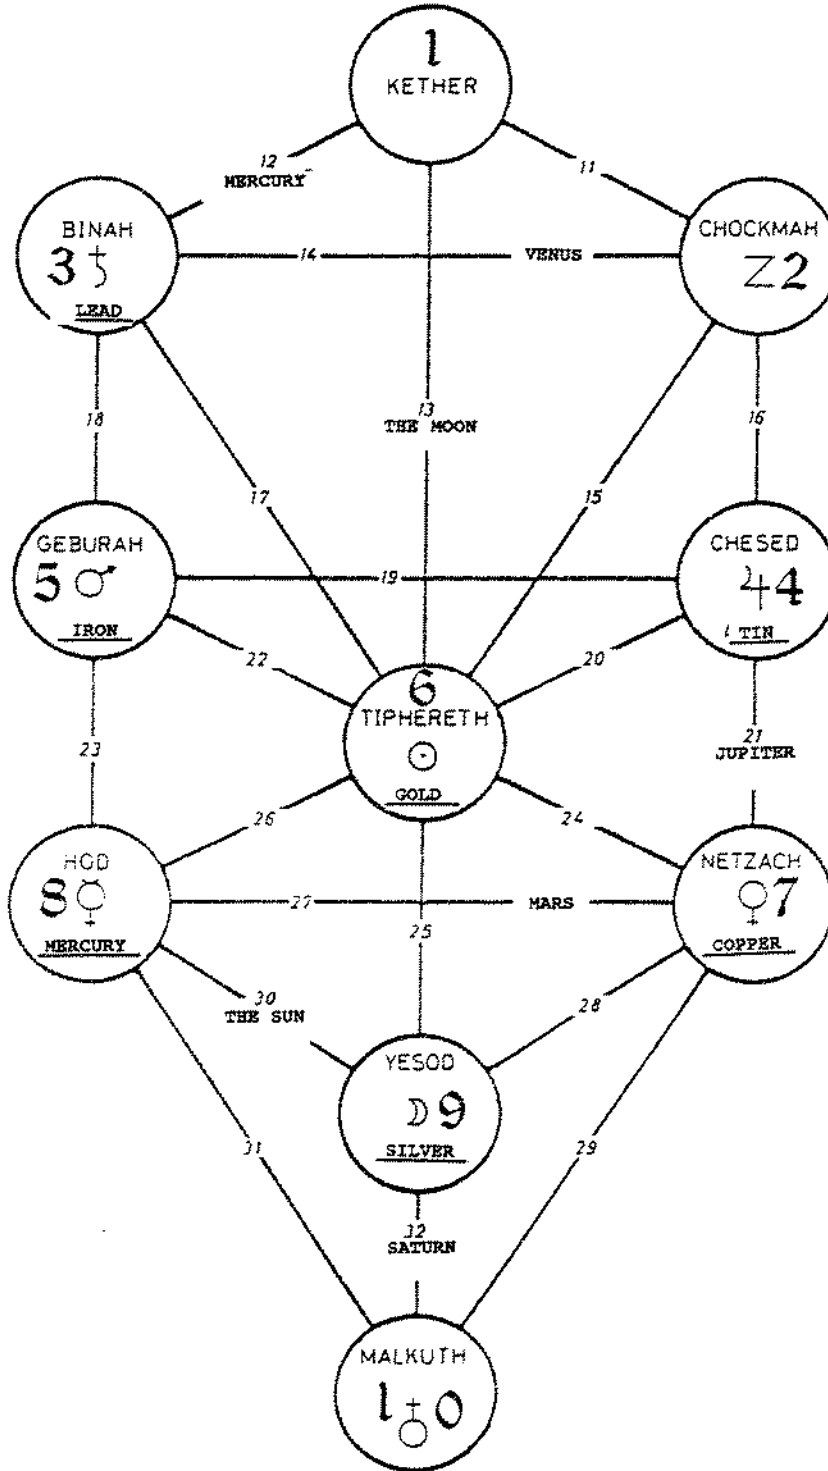 1
KETHER
12
MERCURY
11
BINAH
3 ♄
LEAD
CHOCKMAH
Z 2
14
VENUS
13
THE MOON
18
16
17
15
GEBURAH
5 ♂
IRON
19
CHESED
♃ 4
TIN
22
20
6
TIPHERETH
☉
GOLD
23
21
JUPITER
26
24
HOD
8 ☿
MERCURY
27
MARS
NETZACH
♀ 7
COPPER
25
30
THE SUN
28
YESOD
☽ 9
SILVER
31
29
32
SATURN
MALKUTH
1 ♁ 0